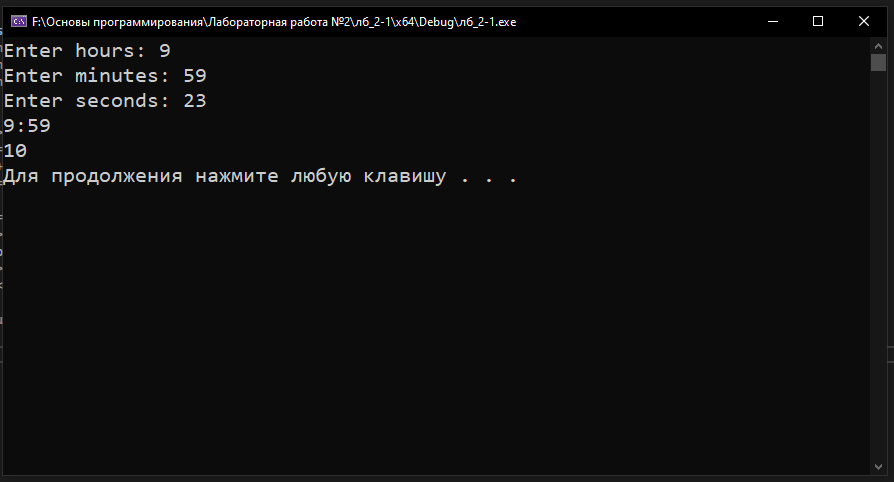 F:\Основы программирования\Лабораторная работа №2\лб_2-1\x64\Debug\лб_2-1.exe
Enter hours: 9
Enter minutes: 59
Enter seconds: 23
9:59
10
Для продолжения нажмите любую клавишу . . .